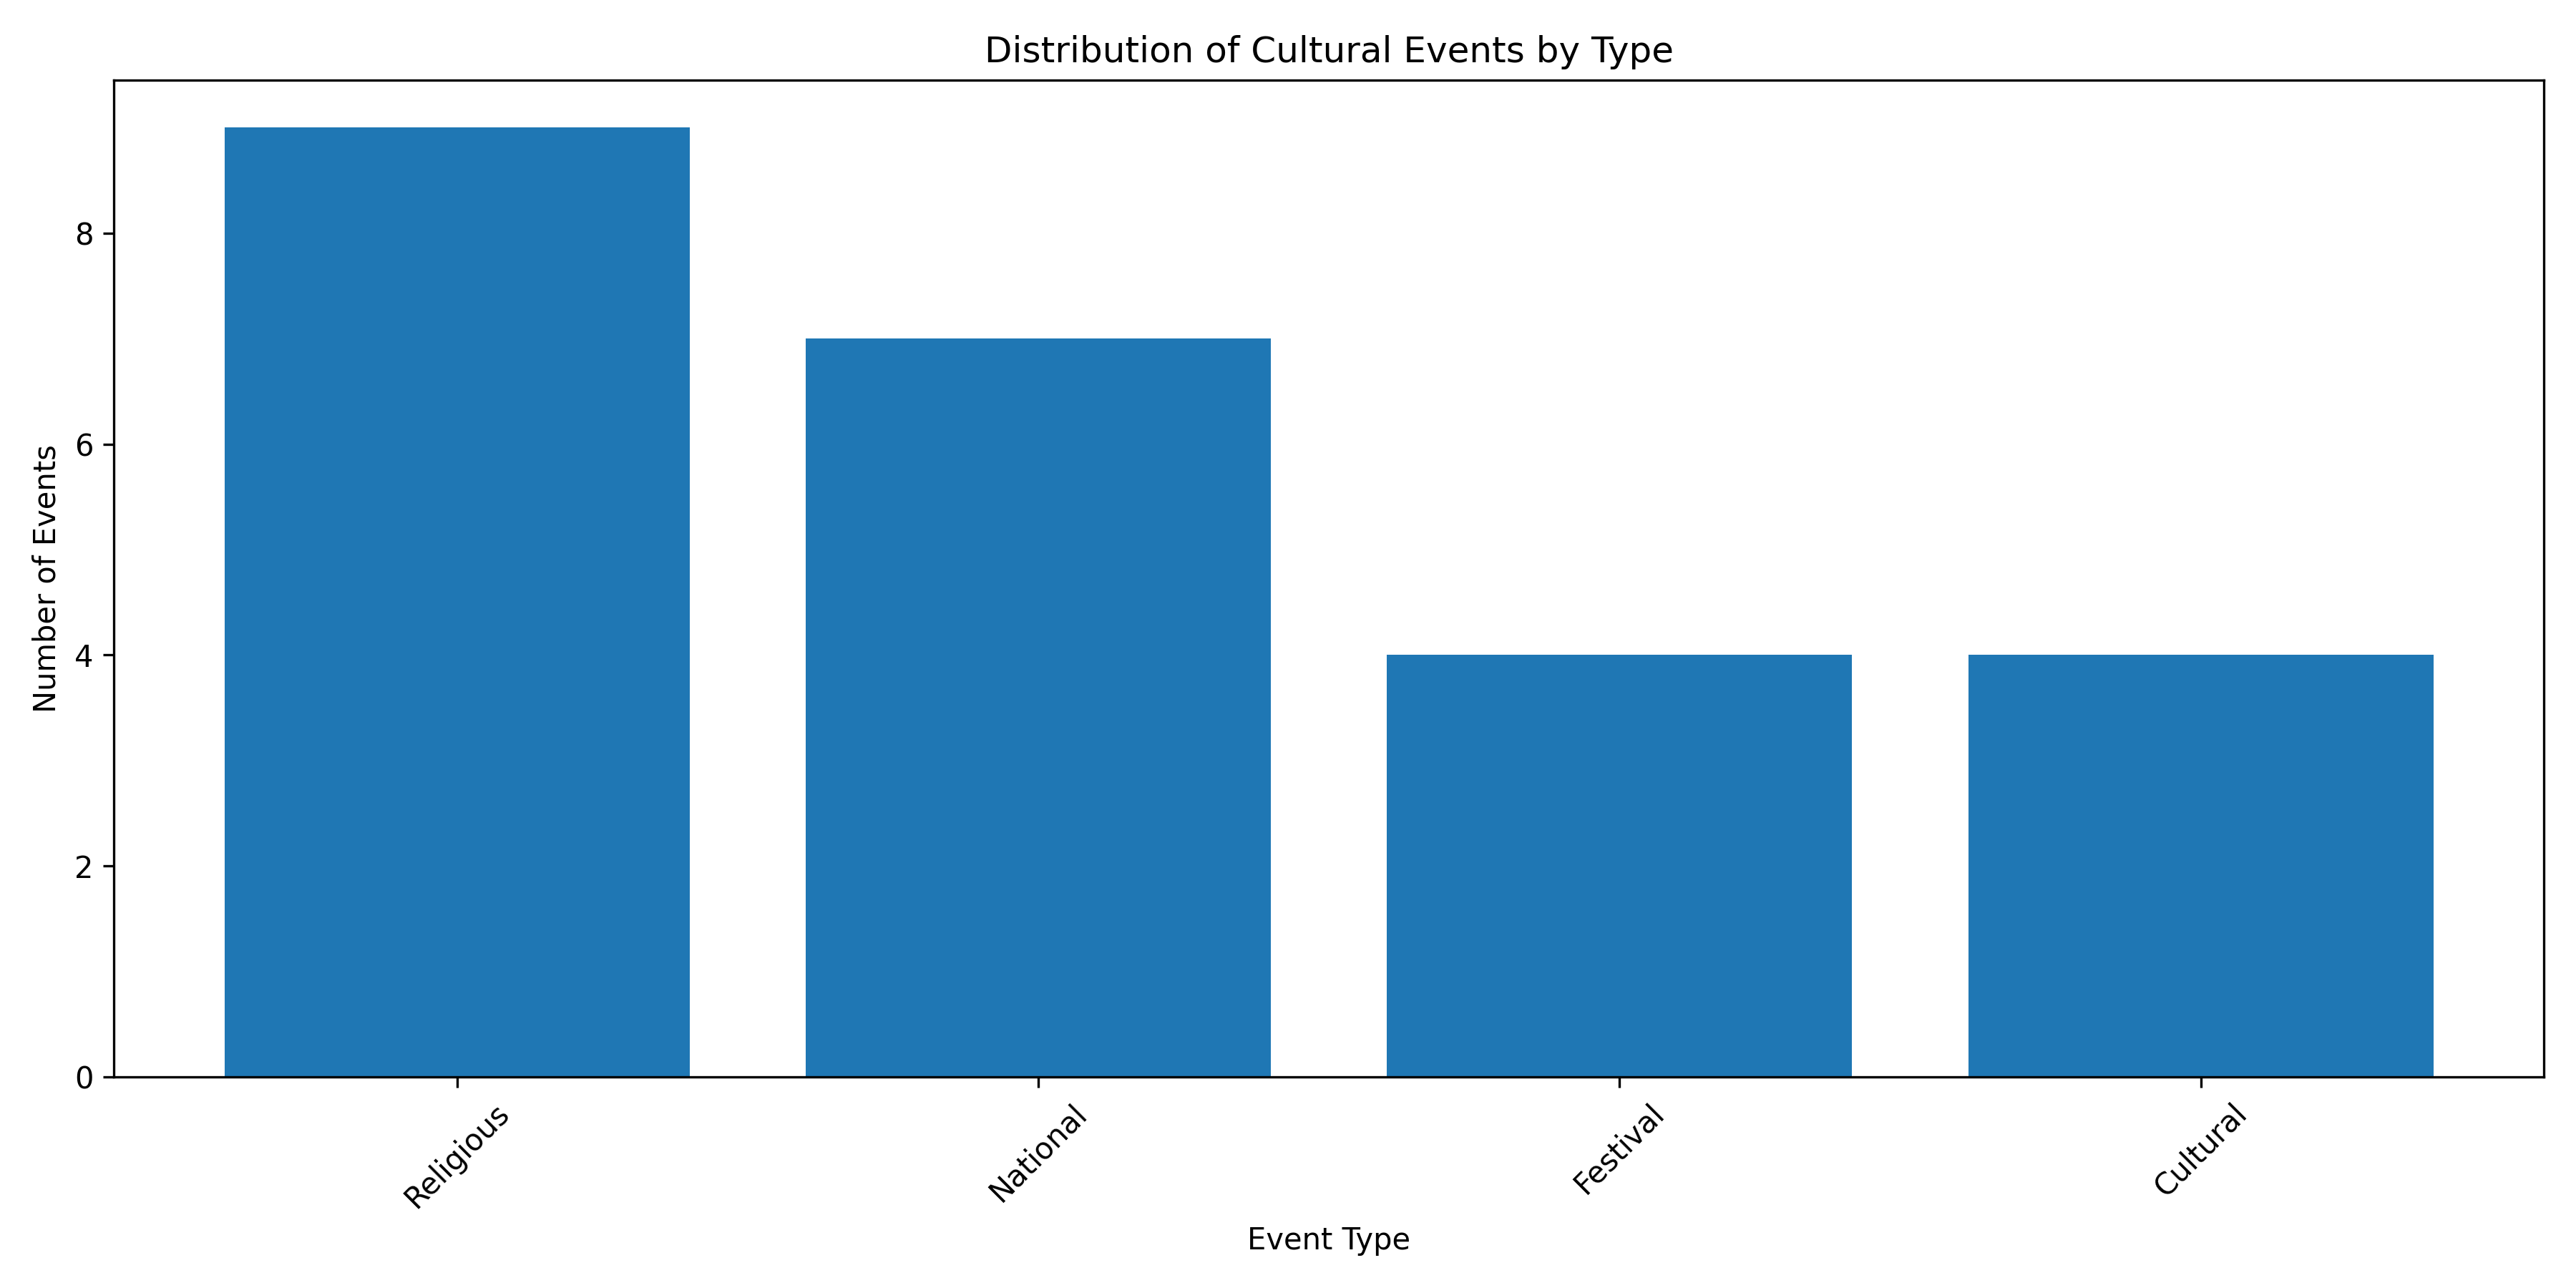 Distribution of Cultural Events by Type
Number of Events
8
6
4
2
0
Religious
National
Festival
Cultural
Event Type